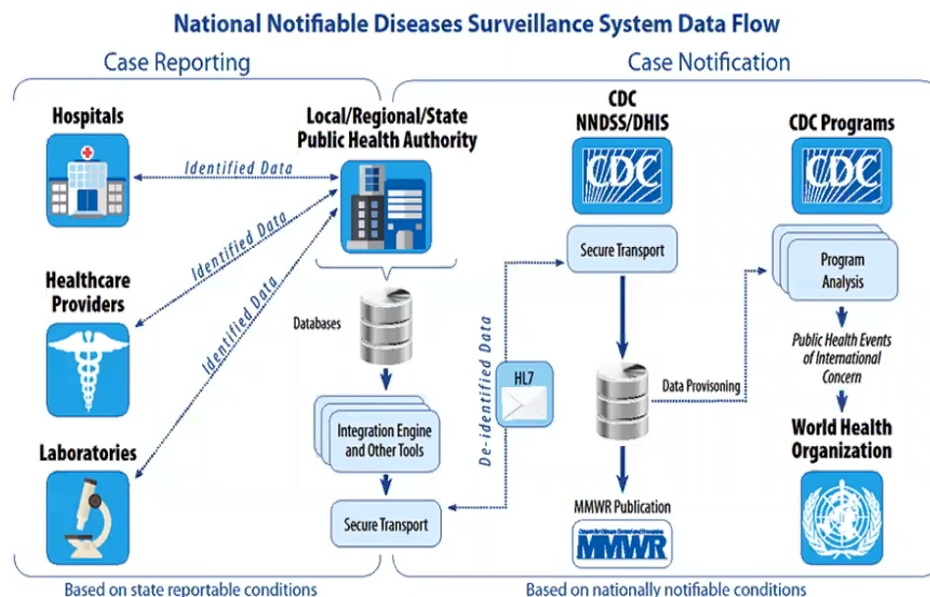 National Notifiable Diseases Surveillance System Data Flow
Case Reporting
Case Notification
Hospitals
Local/Regional/State
Public Health Authority
CDC
NNDSS/DHIS
CDC Programs
CDC
CDC
Identified Data
Identified Data
Identified Data
Healthcare
Providers
Databases
Secure Transport
Program
Analysis
De-identified Data
HL7
Data Provisoning
Public Health Events
of International
Concern
Laboratories
Integration Engine
and Other Tools
World Health
Organization
Secure Transport
MMWR Publication
MMWR
Based on state reportable conditions
Based on nationally notifiable conditions